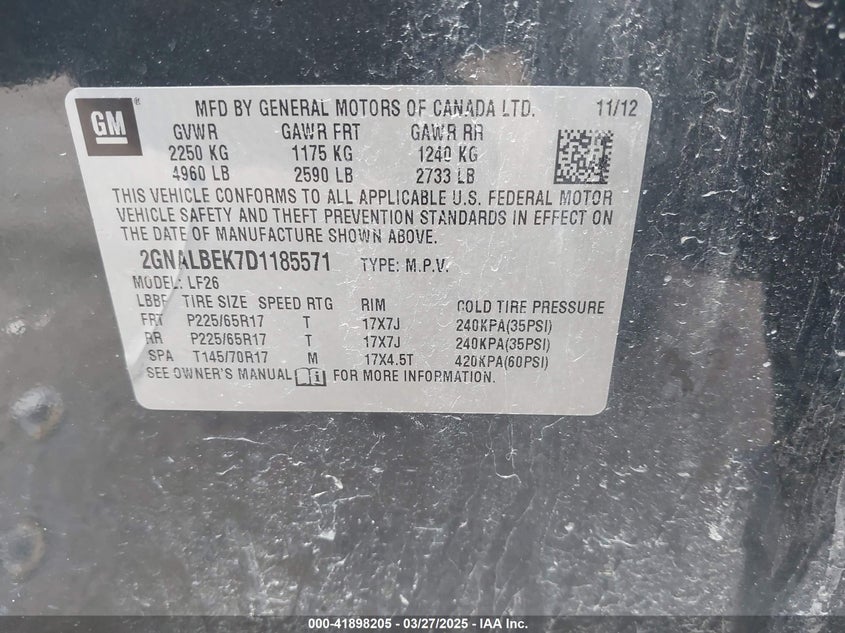 GM ® MFD BY GENERAL MOTORS OF CANADA LTD. 11/12
GVWR GAWR FRT GAWR RR
2250 KG 1175 KG 1240 KG
4960 LB 2590 LB 2733 LB
THIS VEHICLE CONFORMS TO ALL APPLICABLE U.S. FEDERAL MOTOR
VEHICLE SAFETY AND THEFT PREVENTION STANDARDS IN EFFECT ON
THE DATE OF MANUFACTURE SHOWN ABOVE.
2GNALBEK7D1185571 TYPE: M.P.V.
MODEL: LF26
LBBF TIRE SIZE SPEED RTG RIM COLD TIRE PRESSURE
FRT P225/65R17 T 17X7J 240KPA(35PSI)
RR P225/65R17 T 17X7J 240KPA(35PSI)
SPA T145/70R17 M 17X4.5T 420KPA(60PSI)
SEE OWNER'S MANUAL FOR MORE INFORMATION.
000-41898205 - 03/27/2025 - IAAI.com